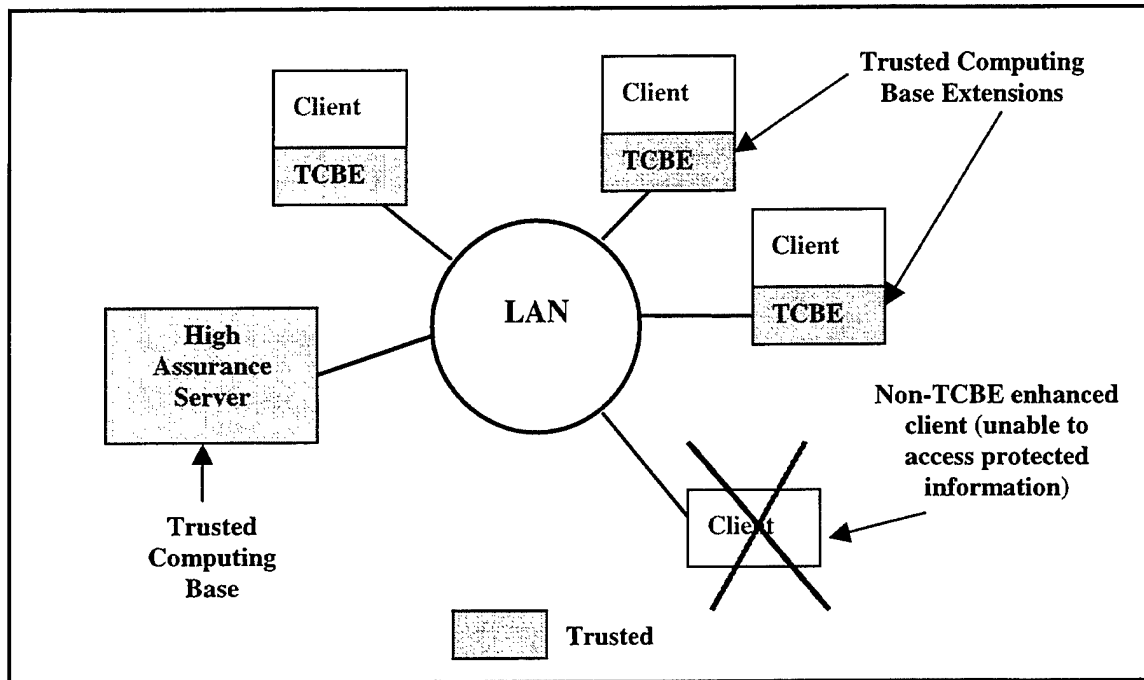 Client
TCBE
Client
TCBE
Trusted Computing
Base Extensions
Client
TCBE
LAN
High
Assurance
Server
Non-TCBE enhanced
client (unable to
access protected
information)
Client
Trusted
Computing
Base
Trusted